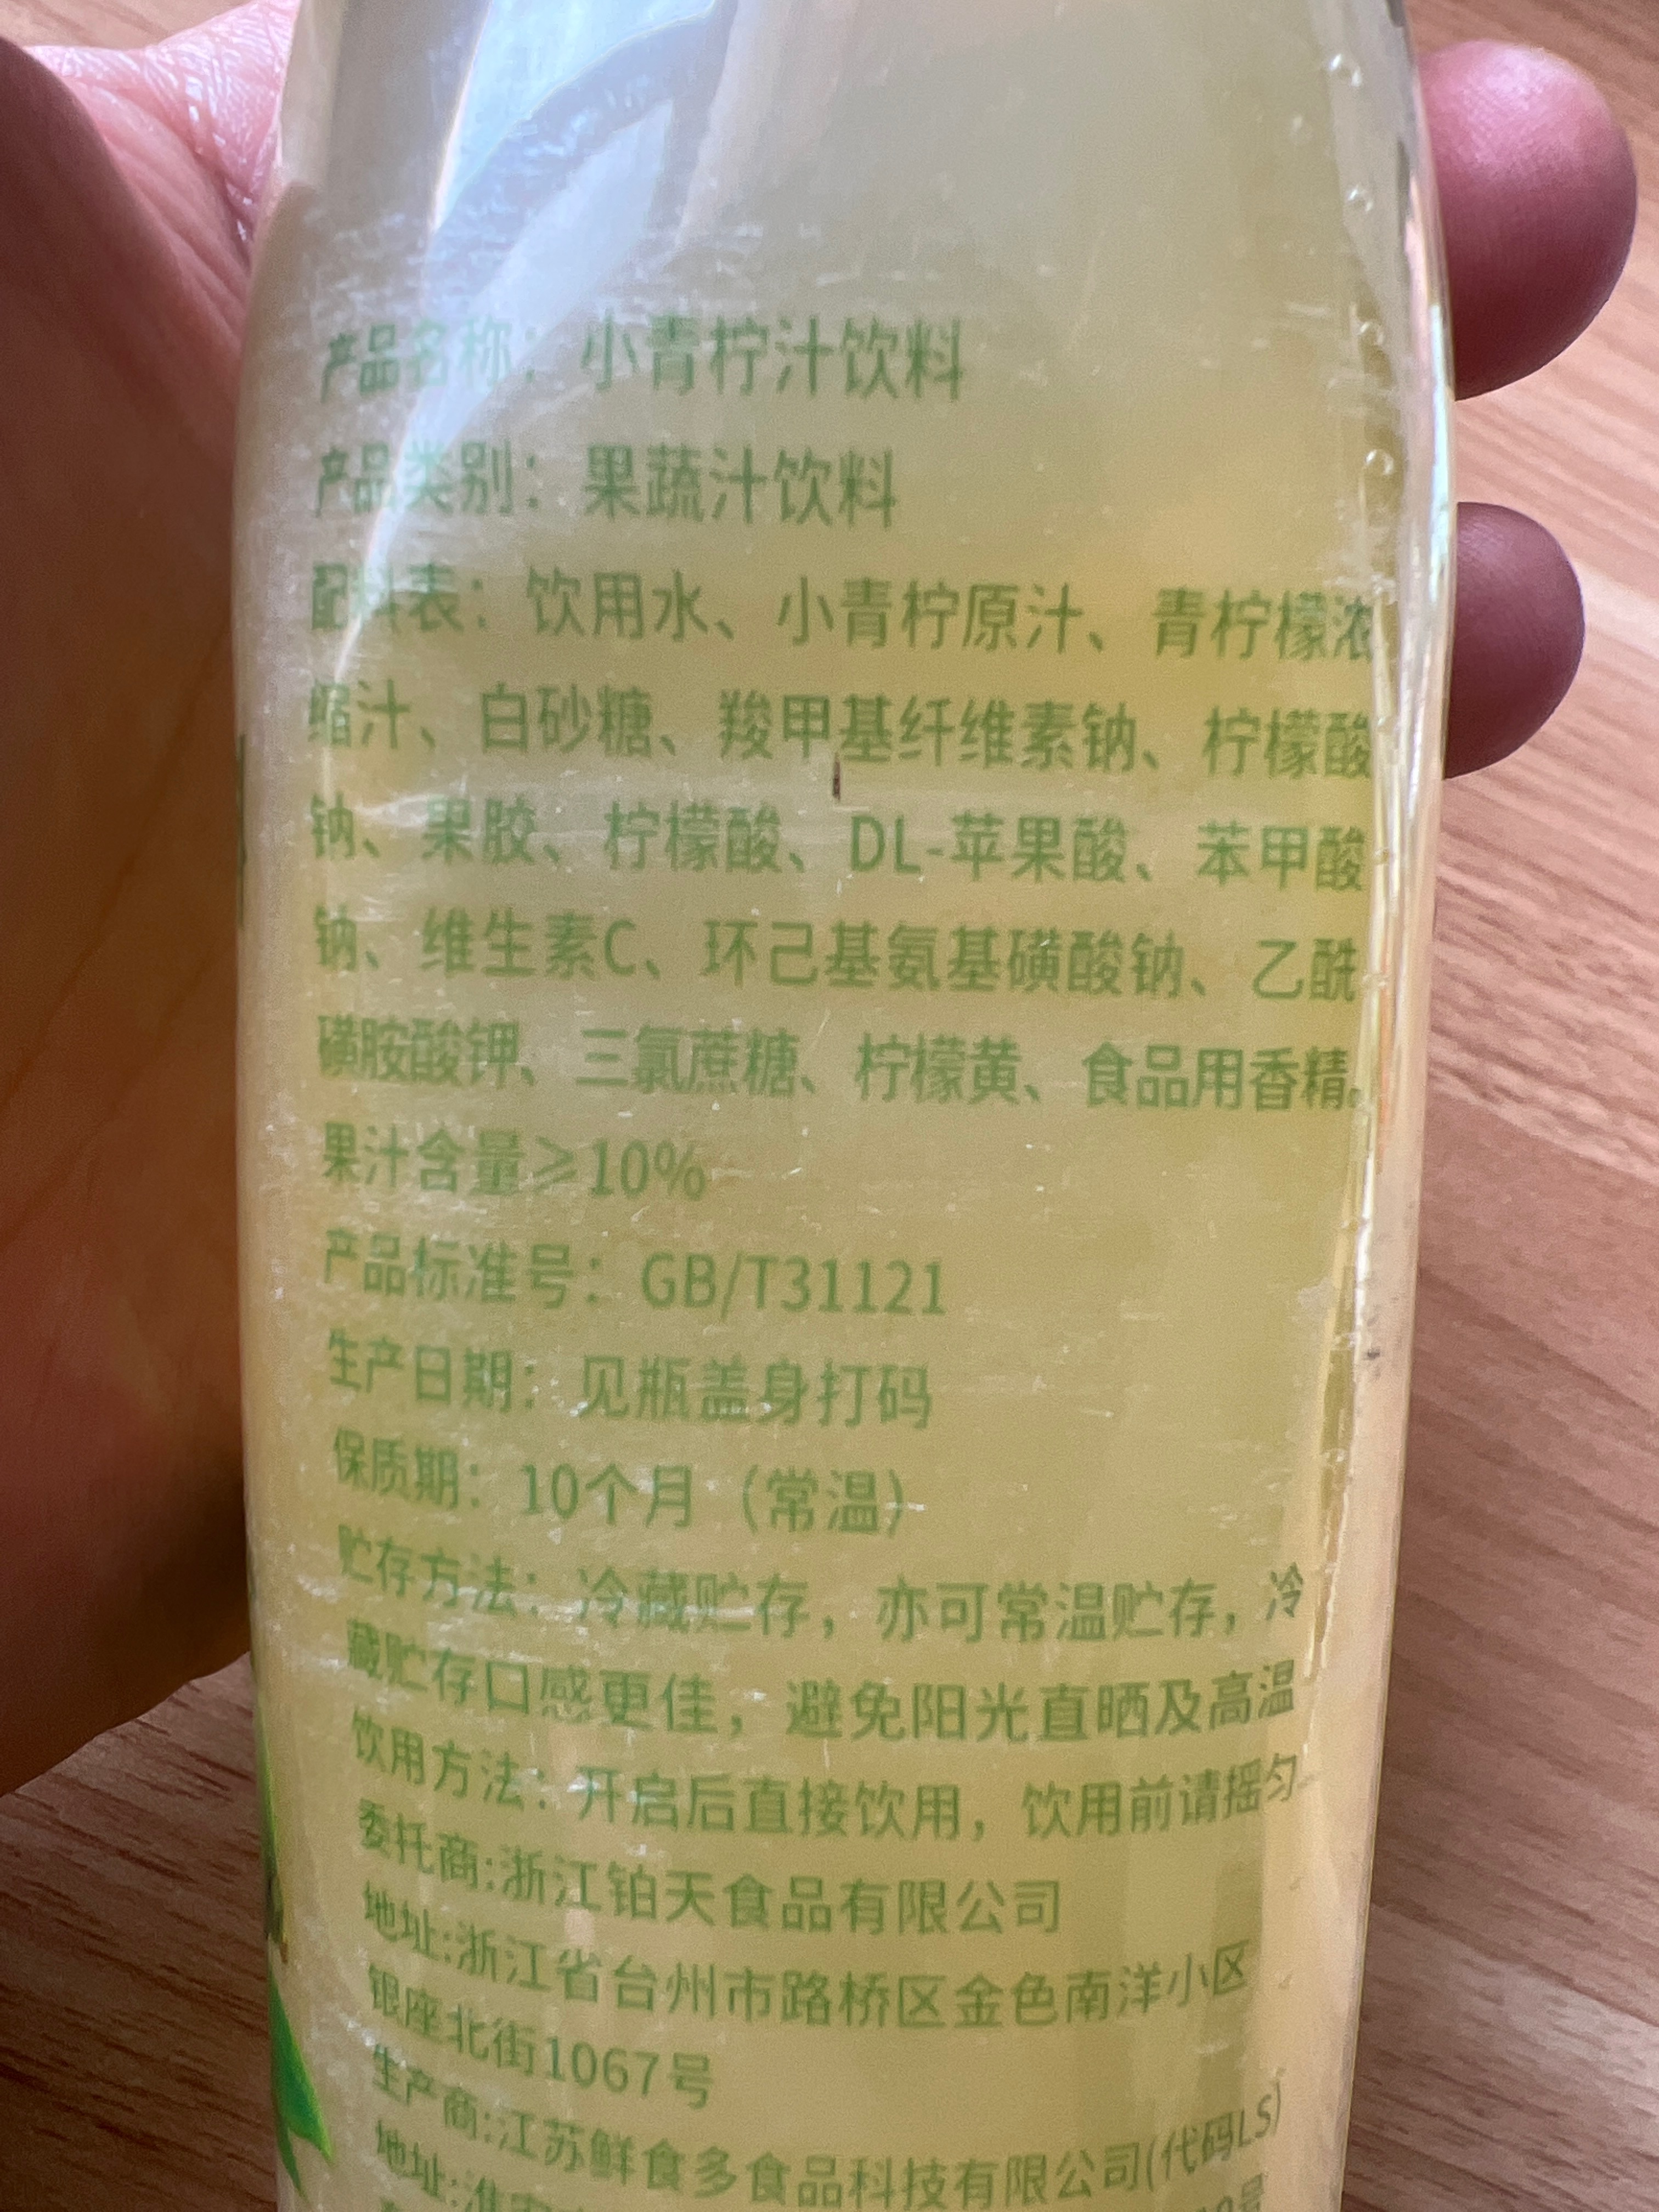 产品名称：小青柠汁饮料
产品类别：果蔬汁饮料
配料表：饮用水、小青柠原汁、青柠檬浓
缩汁、白砂糖、羧甲基纤维素钠、柠檬酸
钠、果胶、柠檬酸、DL-苹果酸、苯甲酸
钠、维生素C、环己基氨基磺酸钠、乙酰
磺胺酸钾、三氯蔗糖、柠檬黄、食品用香精。
果汁含量≥10%
产品标准号：GB/T31121
生产日期：见瓶盖身打码
保质期：10个月（常温）
贮存方法：冷藏贮存，亦可常温贮存，冷
藏贮存口感更佳，避免阳光直晒及高温
饮用方法：开启后直接饮用，饮用前请摇匀
委托商:浙江铂天食品有限公司
地址:浙江省台州市路桥区金色南洋小区
银座北街1067号
生产商:江苏鲜食多食品科技有限公司(代码LS)
地址:淮安